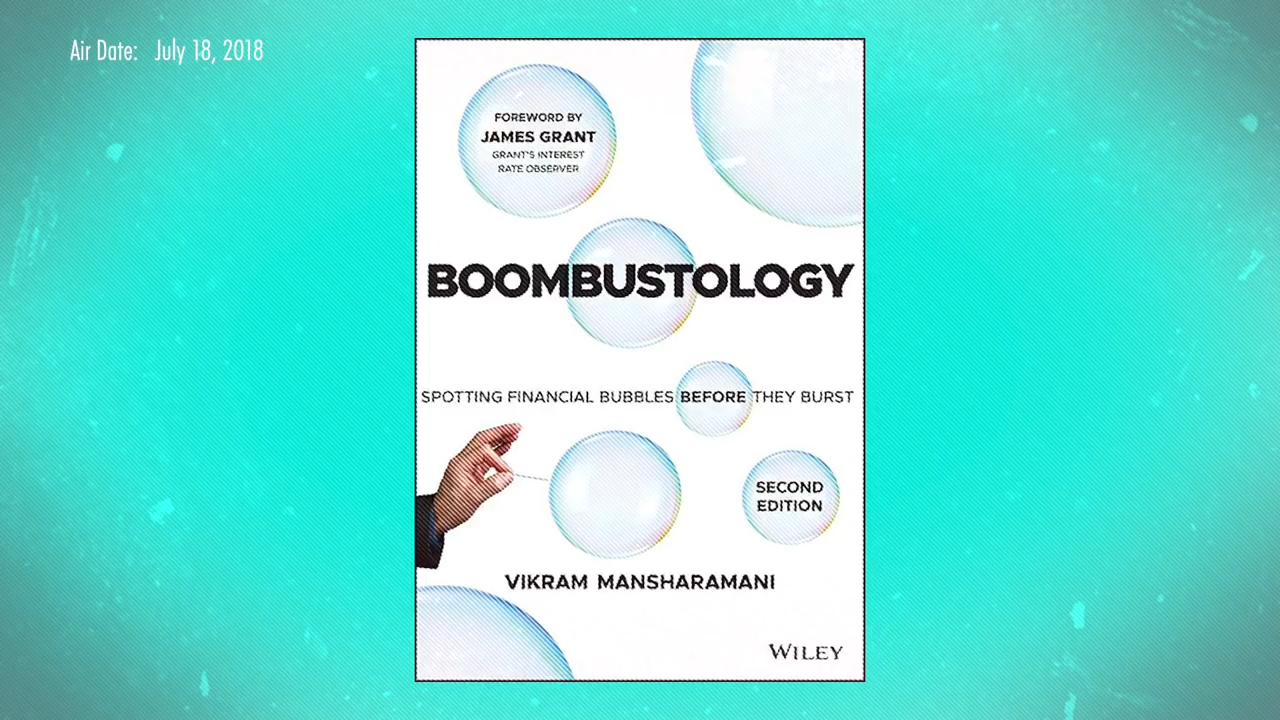 Air Date: July 18, 2018
FOREWORD BY
JAMES GRANT
GRANT'S INTEREST
RATE OBSERVER
BOOMBUSTOLOGY
SPOTTING FINANCIAL BUBBLES BEFORE THEY BURST
SECOND
EDITION
VIKRAM MANSHARAMANI
WILEY